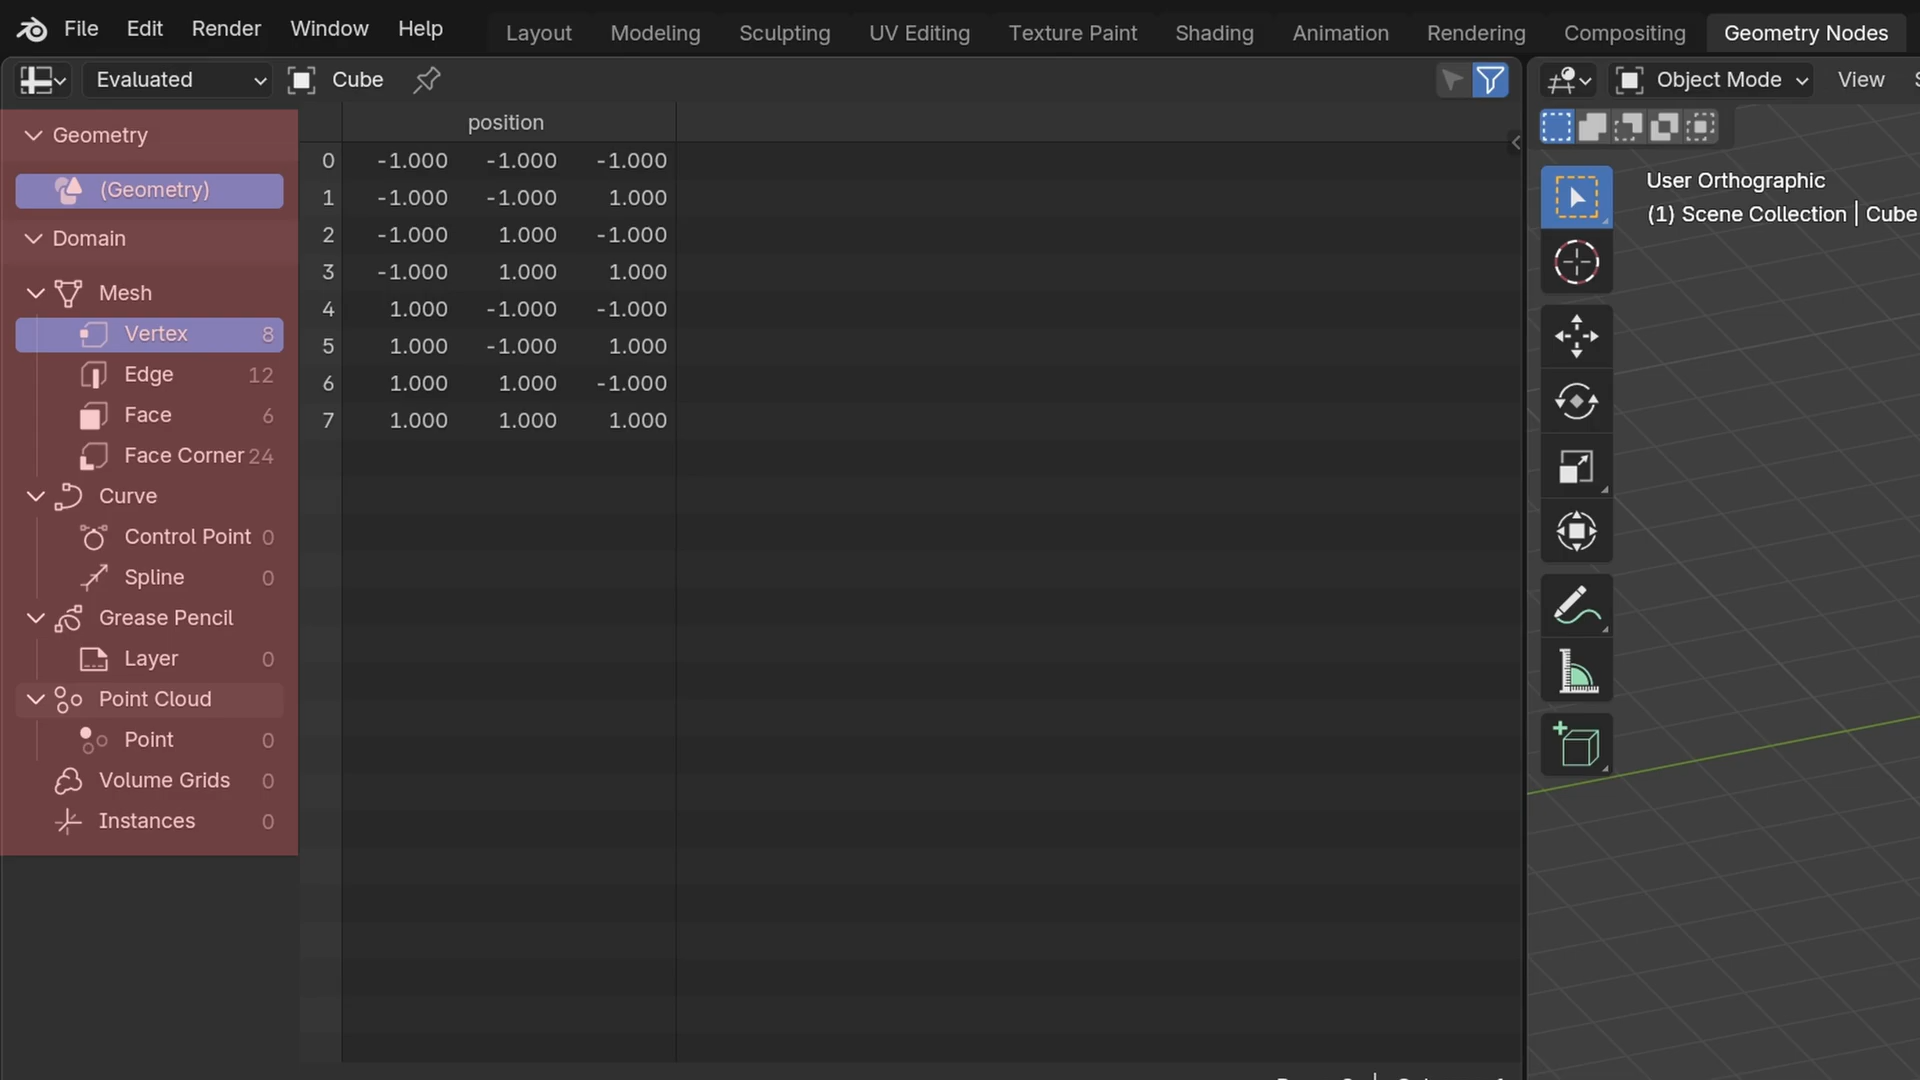 File Edit Render Window Help Layout Modeling Sculpting UV Editing Texture Paint Shading Animation Rendering Compositing Geometry Nodes
Evaluated Cube
Object Mode View
Geometry
(Geometry)
Domain
Mesh
Vertex 8
Edge 12
Face 6
Face Corner 24
Curve
Control Point 0
Spline 0
Grease Pencil
Layer 0
Point Cloud
Point 0
Volume Grids 0
Instances 0
position
0 -1.000 -1.000 -1.000
1 -1.000 -1.000 1.000
2 -1.000 1.000 -1.000
3 -1.000 1.000 1.000
4 1.000 -1.000 -1.000
5 1.000 -1.000 1.000
6 1.000 1.000 -1.000
7 1.000 1.000 1.000
User Orthographic
(1) Scene Collection | Cube